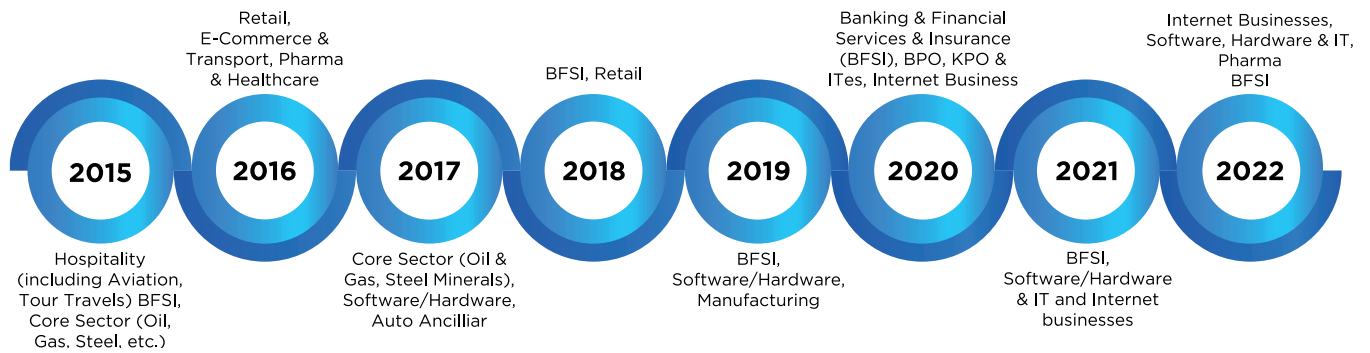 Hospitality
(including Aviation,
Tour Travels) BFSI,
Core Sector (Oil,
Gas, Steel, etc.)
2015
Retail,
E-Commerce &
Transport, Pharma
& Healthcare
2016
2017
Core Sector (Oil &
Gas, Steel Minerals),
Software/Hardware,
Auto Ancilliar
BFSI, Retail
2018
2019
BFSI,
Software/Hardware,
Manufacturing
Banking & Financial
Services & Insurance
(BFSI), BPO, KPO &
ITes, Internet Business
2020
2021
BFSI,
Software/Hardware
& IT and Internet
businesses
Internet Businesses,
Software, Hardware & IT,
Pharma
BFSI
2022